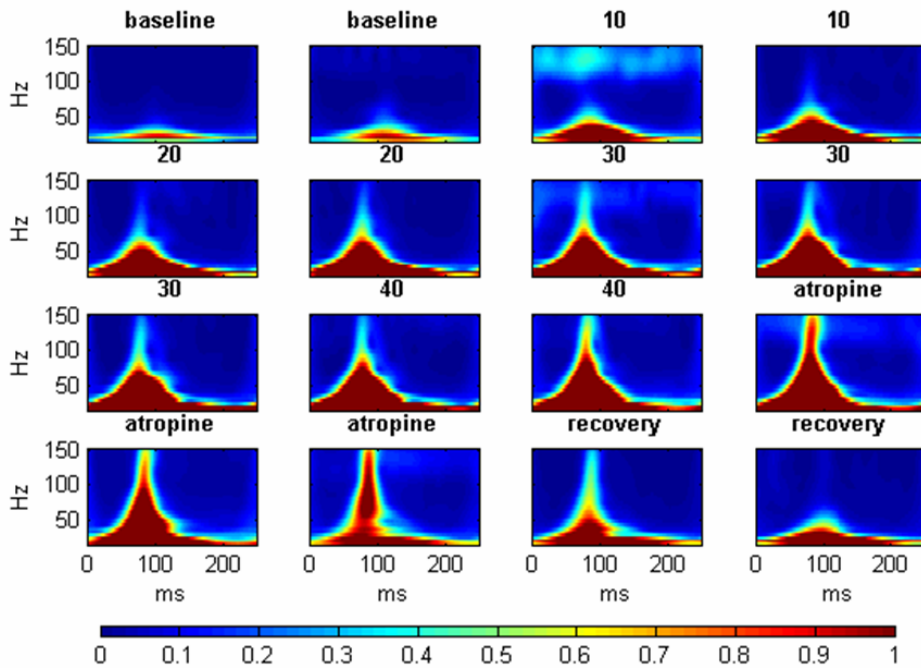 baseline baseline 10 10
150
100
50
Hz
20 20 30 30
150
100
50
Hz
30 40 40 atropine
150
100
50
Hz
atropine atropine recovery recovery
150
100
50
Hz
0 100 200 0 100 200 0 100 200 0 100 200
ms ms ms ms
0 0.1 0.2 0.3 0.4 0.5 0.6 0.7 0.8 0.9 1